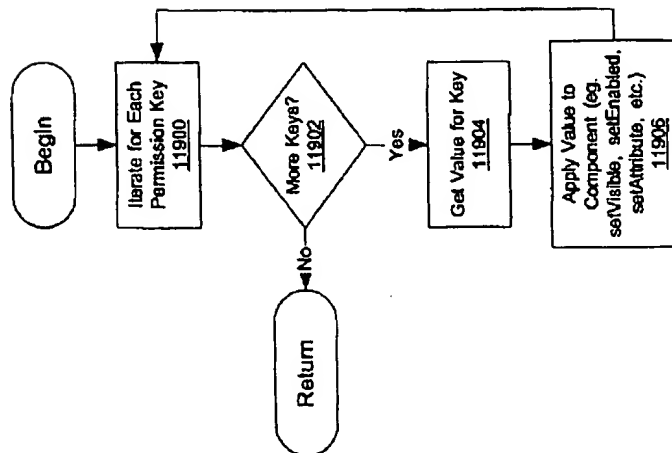 Begin
Iterate for Each
Permission Key
11900
More Keys?
11902
No
Return
Yes
Get Value for Key
11904
Apply Value to
Component (eg.
setVisible, setEnabled,
setAttribute, etc.)
11906